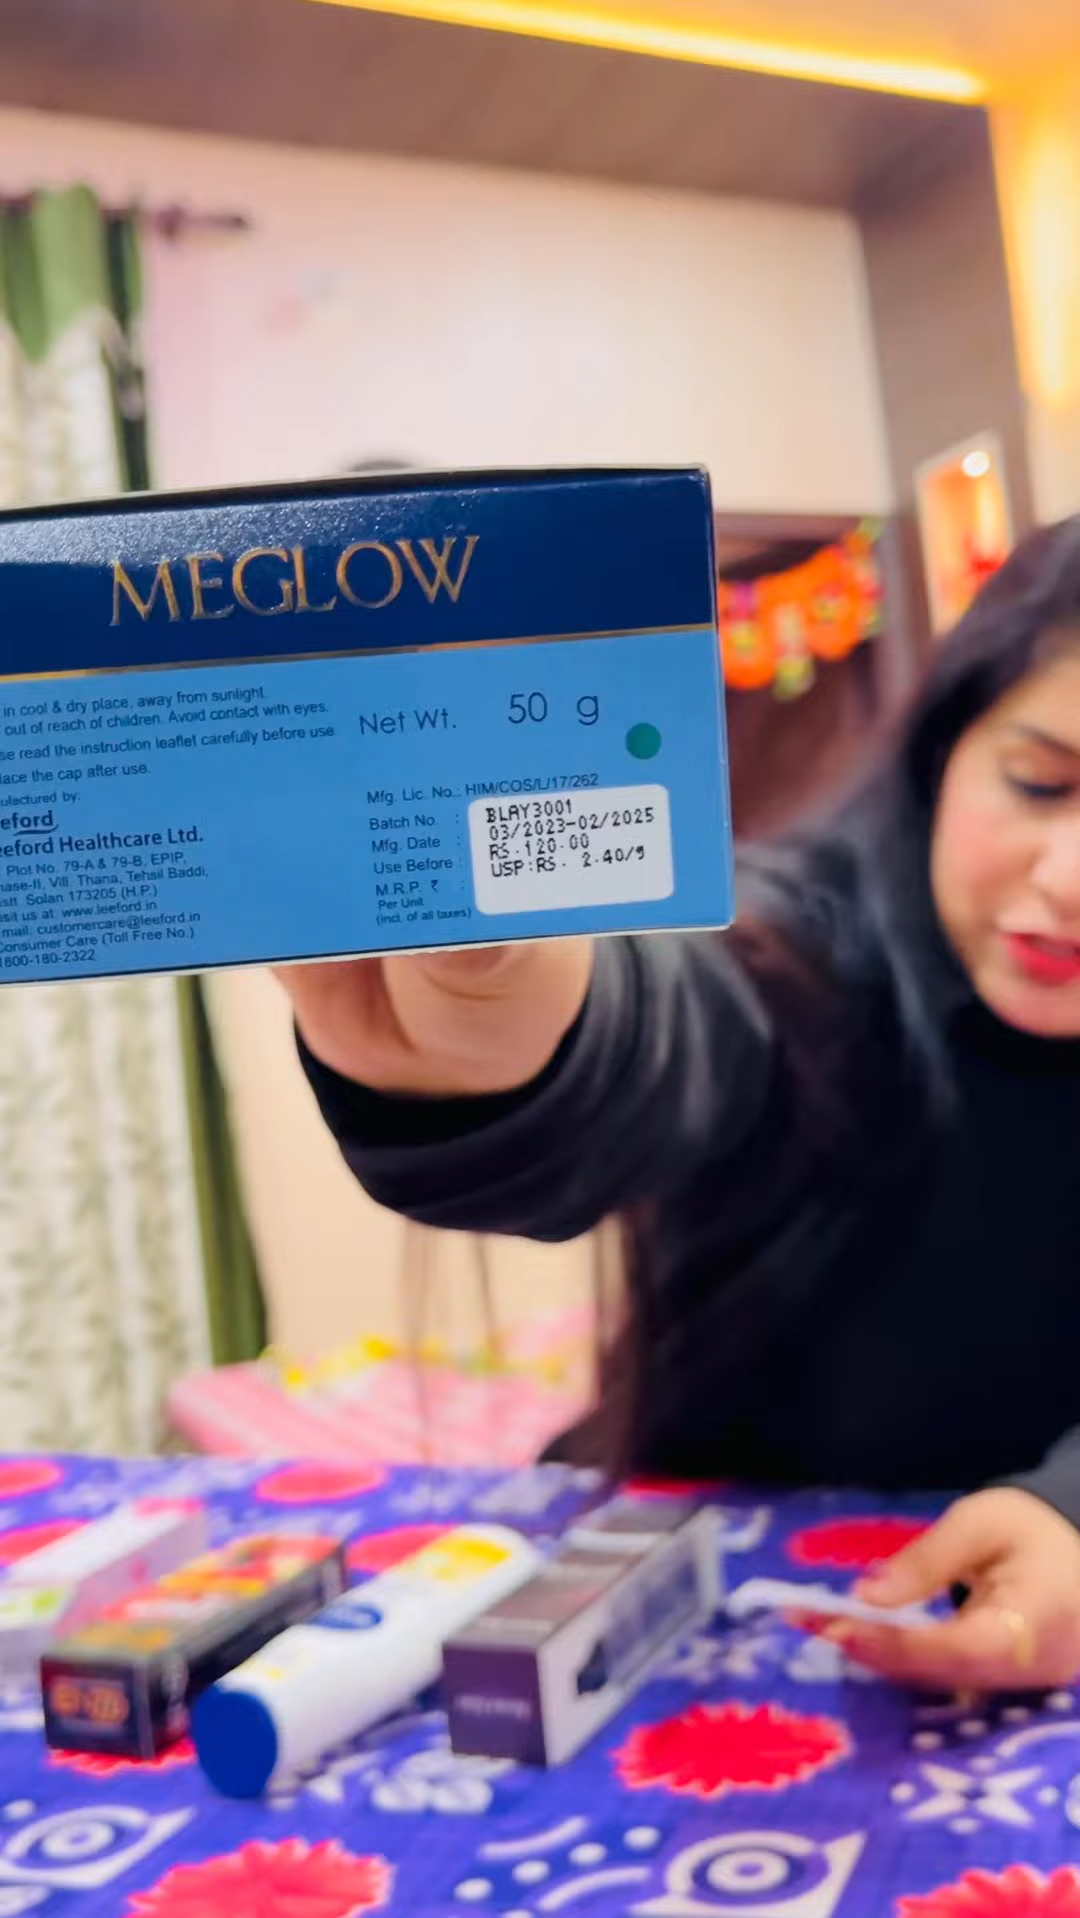 MEGLOW
in cool & dry place, away from sunlight.
out of reach of children. Avoid contact with eyes.
se read the instruction leaflet carefully before use.
lace the cap after use.
ufactured by:
eeford
eeford Healthcare Ltd.
Plot No. 79-A & 79-B, EPIP,
hase-II, Vill. Thana, Tehsil Baddi,
istt. Solan 173205 (H.P.)
isit us at: www.leeford.in
mail: customercare@leeford.in
Consumer Care (Toll Free No.)
1800-180-2322
Net Wt. 50 g
Mfg. Lic. No.: HIM/COS/L/17/262
Batch No. :
Mfg. Date :
Use Before :
M.R.P. ₹ :
Per Unit
(Incl. of all taxes)
BLAY3001
03/2023-02/2025
RS.120.00
USP:RS. 2.40/g